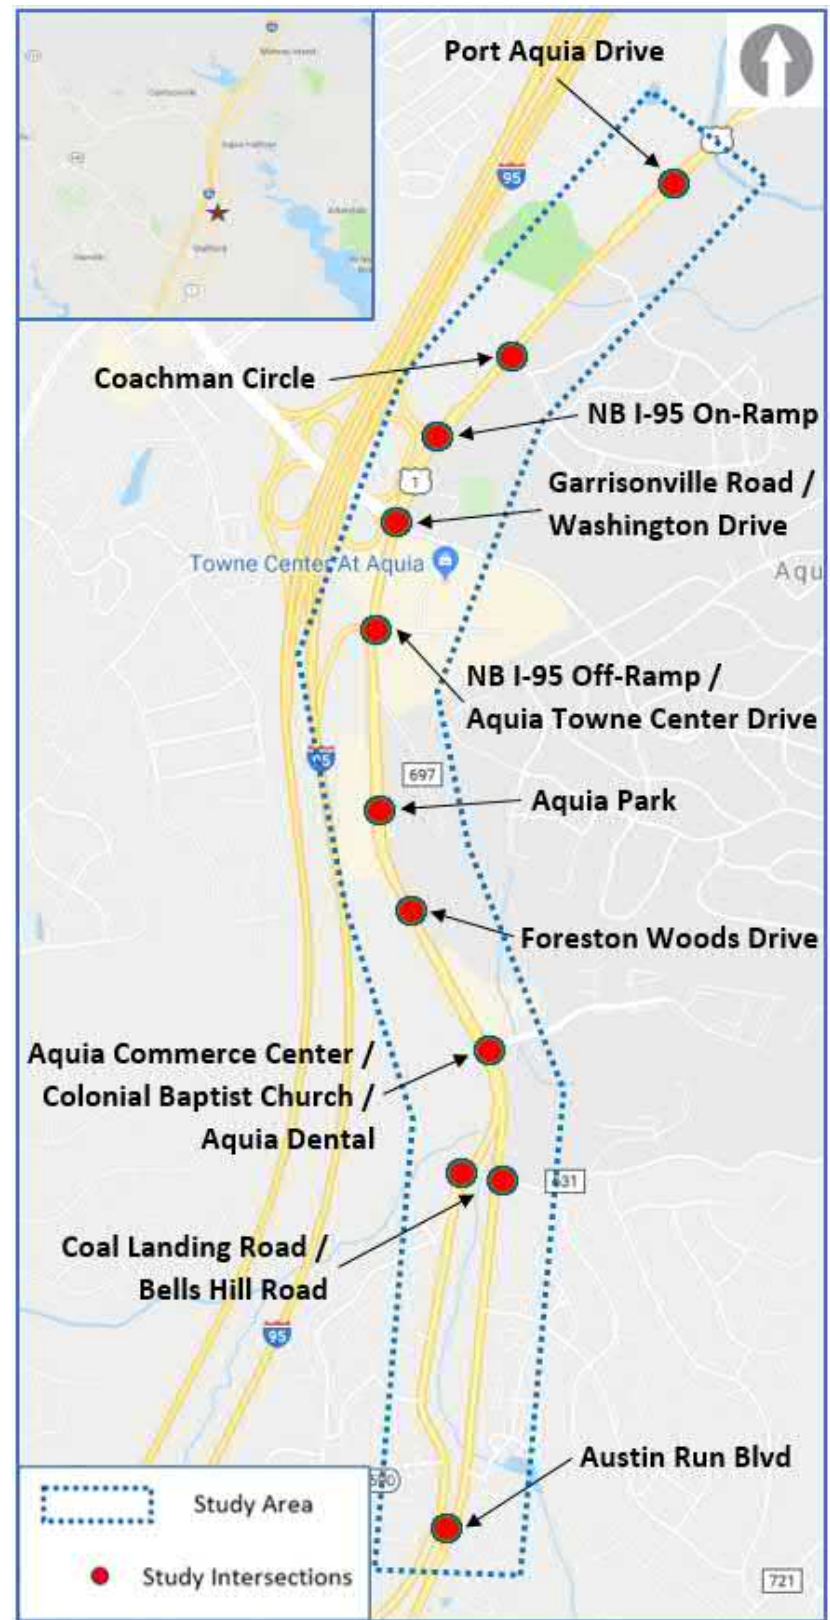 Port Aquia Drive
1
95
Coachman Circle
NB I-95 On-Ramp
1
Garrisonville Road /
Washington Drive
Towne Center At Aquia
Aqu
NB I-95 Off-Ramp /
Aquia Towne Center Drive
95
697
Aquia Park
Foreston Woods Drive
Aquia Commerce Center /
Colonial Baptist Church /
Aquia Dental
631
Coal Landing Road /
Bells Hill Road
95
Austin Run Blvd
Study Area
Study Intersections
721